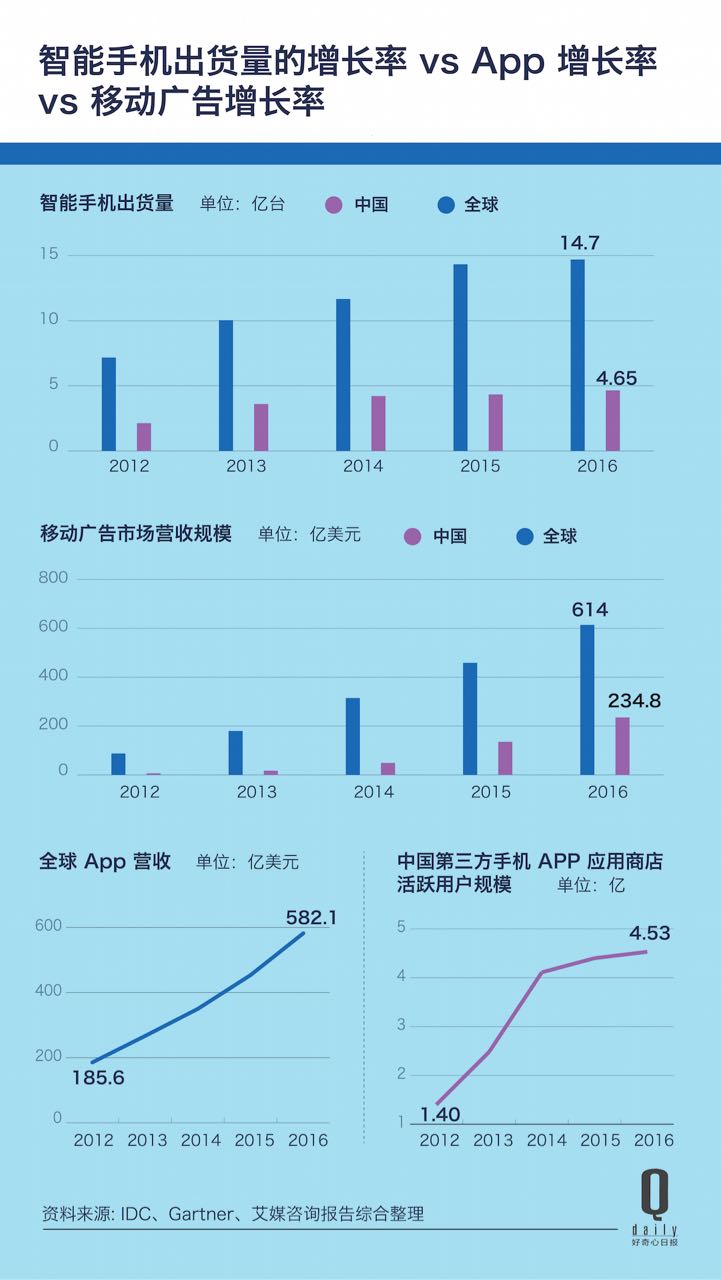 智能手机出货量的增长率 vs App 增长率
vs 移动广告增长率
智能手机出货量 单位：亿台 中国 全球
15
14.7
10
5
4.65
0
2012 2013 2014 2015 2016
移动广告市场营收规模 单位：亿美元 中国 全球
800
600
614
400
200
234.8
0
2012 2013 2014 2015 2016
全球 App 营收 单位：亿美元
600
582.1
400
200
185.6
0
2012 2013 2014 2015 2016
中国第三方手机 APP 应用商店
活跃用户规模 单位：亿
5
4.53
4
3
2
1.40
1
2012 2013 2014 2015 2016
资料来源: IDC、Gartner、艾媒咨询报告综合整理
Q
daily
好奇心日报